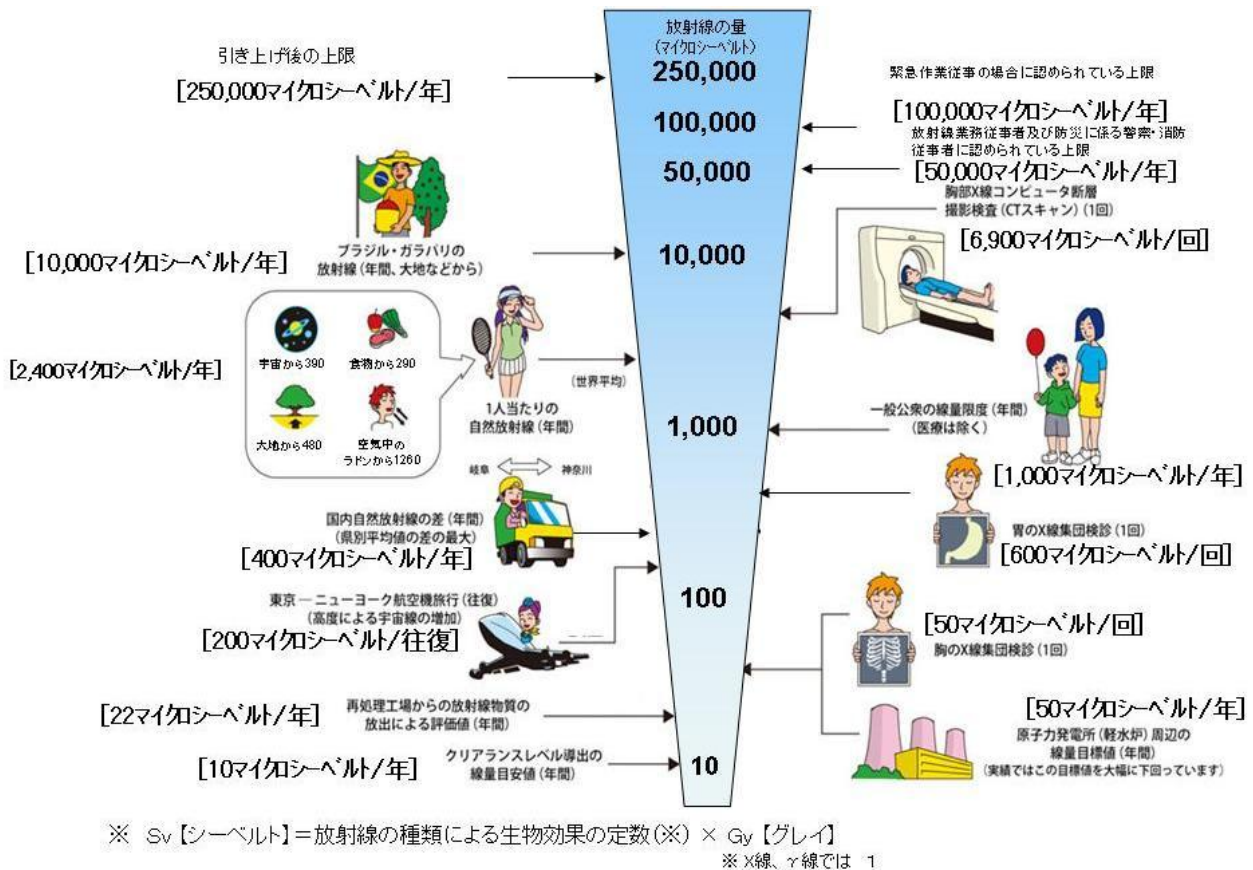 放射線の量
(マイクロシーベルト)
250,000
100,000
50,000
10,000
1,000
100
10
引き上げ後の上限
[250,000マイクロシーベルト/年]
ブラジル・ガラパリの
放射線(年間、大地などから)
[10,000マイクロシーベルト/年]
宇宙から390
食物から290
大地から480
空気中の
ラドンから1260
[2,400マイクロシーベルト/年]
(世界平均)
1人当たりの
自然放射線(年間)
岐阜
神奈川
国内自然放射線の差(年間)
(県別平均値の差の最大)
[400マイクロシーベルト/年]
東京―ニューヨーク航空機旅行(往復)
(高度による宇宙線の増加)
[200マイクロシーベルト/往復]
[22マイクロシーベルト/年]
再処理工場からの放射線物質の
放出による評価値(年間)
[10マイクロシーベルト/年]
クリアランスレベル導出の
線量目安値(年間)
緊急作業従事の場合に認められている上限
[100,000マイクロシーベルト/年]
放射線業務従事者及び防災に係る警察・消防
従事者に認められている上限
[50,000マイクロシーベルト/年]
胸部X線コンピュータ断層
撮影検査(CTスキャン)(1回)
[6,900マイクロシーベルト/回]
一般公衆の線量限度(年間)
(医療は除く)
[1,000マイクロシーベルト/年]
胃のX線集団検診(1回)
[600マイクロシーベルト/回]
[50マイクロシーベルト/回]
胸のX線集団検診(1回)
[50マイクロシーベルト/年]
原子力発電所(軽水炉)周辺の
線量目標値(年間)
(実績ではこの目標値を大幅に下回っています)
※ Sv【シーベルト】=放射線の種類による生物効果の定数(※) × Gy【グレイ】
※ X線、γ線では 1